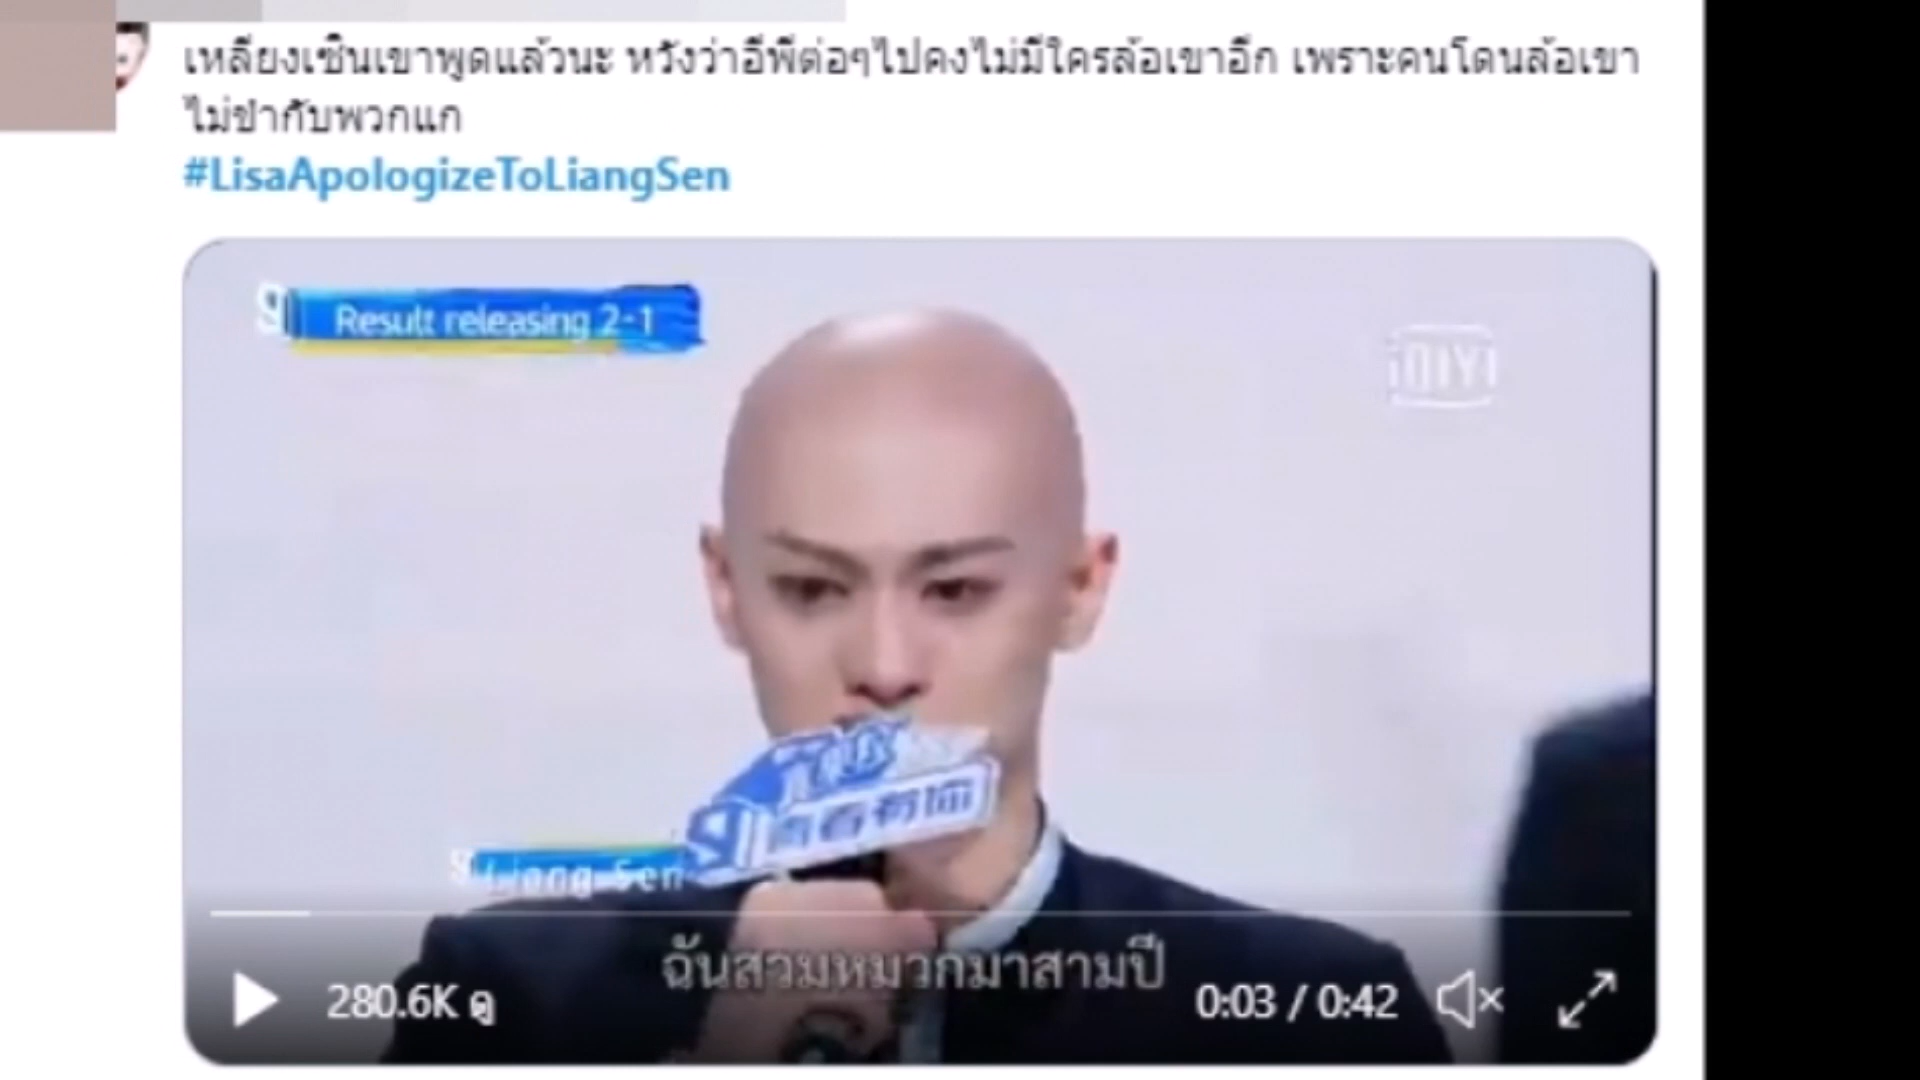 เหลียงเซินเขาพูดแล้วนะ หวังว่าอีพีต่อๆไปคงไม่มีใครล้อเขาอีก เพราะคนโดนล้อเขา
ไม่ขำกับพวกแก
#LisaApologizeToLiangSen
Result releasing 2-1
iQIYI
青春有你
Liang Sen
ฉันสวมหมวกมาสามปี
280.6K ดู
0:03 / 0:42